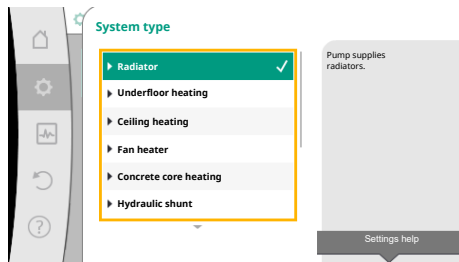 System type
Radiator
Underfloor heating
Ceiling heating
Fan heater
Concrete core heating
Hydraulic shunt
Pump supplies
radiators.
Settings help
?